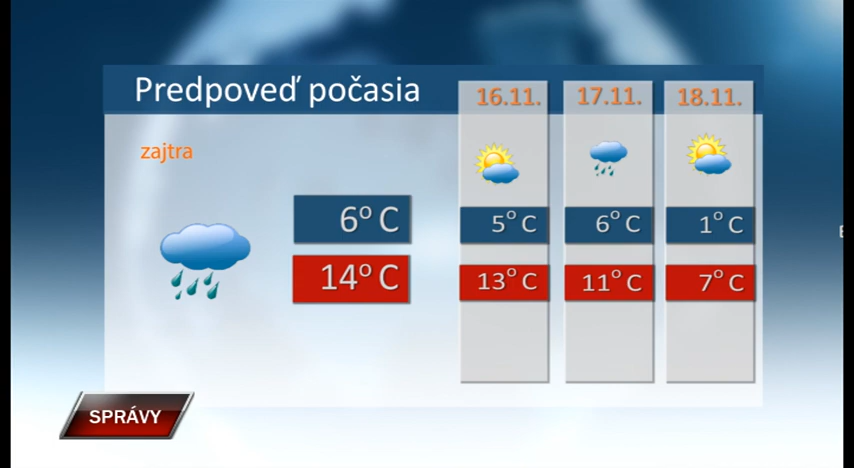 Predpoveď počasia
zajtra
6° C
14° C
16.11.
5° C
13° C
17.11.
6° C
11° C
18.11.
1° C
7° C
SPRÁVY